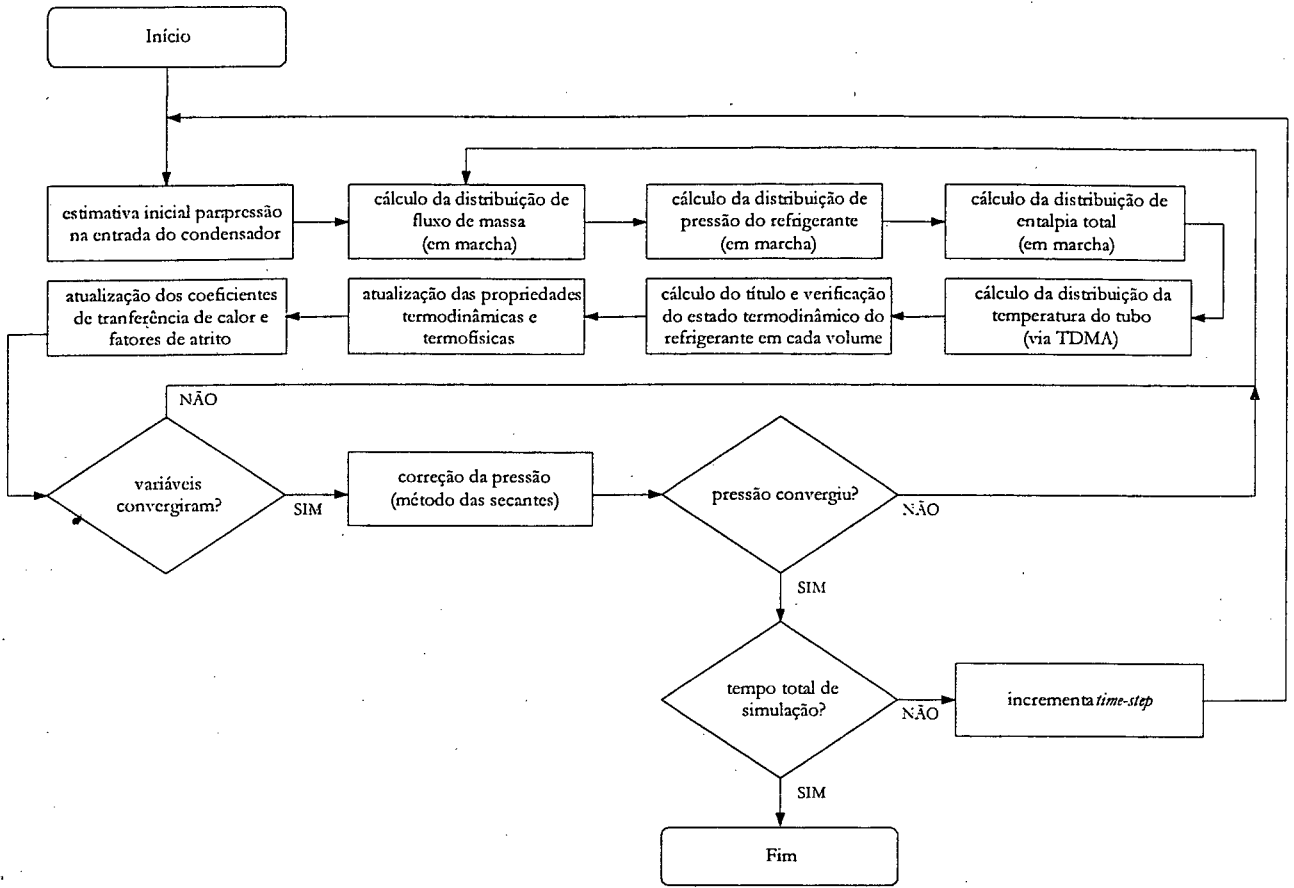 Início
estimativa inicial parapressão
na entrada do condensador
cálculo da distribuição de
fluxo de massa
(em marcha)
cálculo da distribuição de
pressão do refrigerante
(em marcha)
cálculo da distribuição de
entalpia total
(em marcha)
cálculo da distribuição da
temperatura do tubo
(via TDMA)
cálculo do título e verificação
do estado termodinâmico do
refrigerante em cada volume
atualização das propriedades
termodinâmicas e
termofísicas
atualização dos coeficientes
de tranferência de calor e
fatores de atrito
variáveis
convergiram?
NÃO
SIM
correção da pressão
(método das secantes)
pressão convergiu?
NÃO
SIM
tempo total de
simulação?
NÃO
incrementa time-step
SIM
Fim